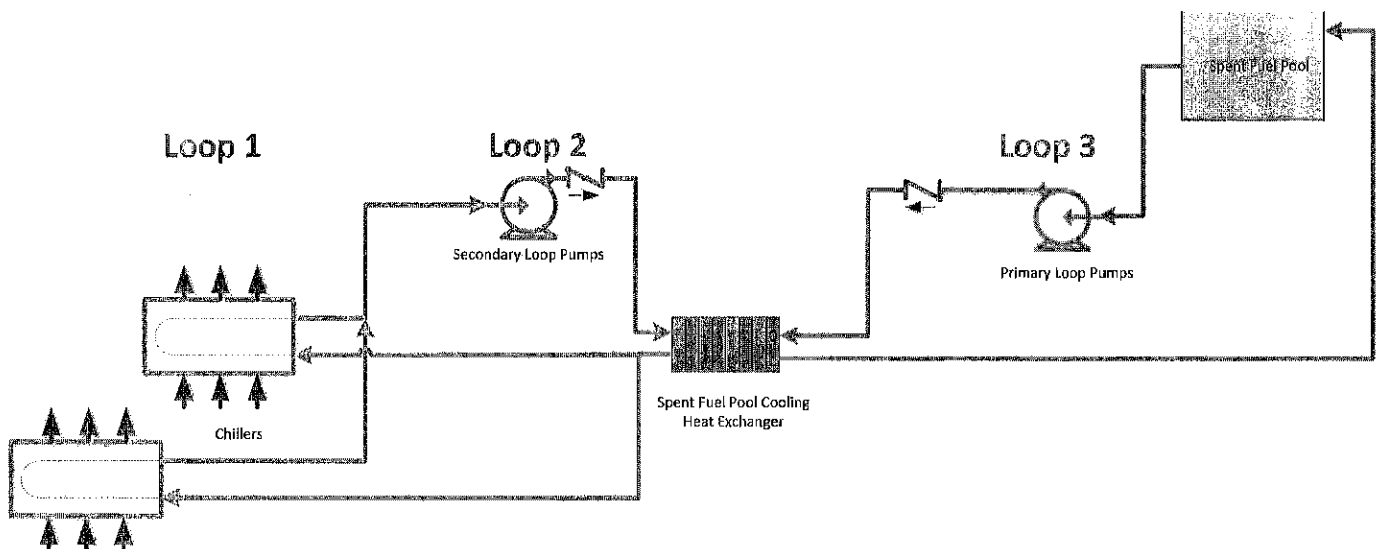 Spent Fuel Pool
Loop 1
Loop 2
Loop 3
Secondary Loop Pumps
Primary Loop Pumps
Spent Fuel Pool Cooling
Heat Exchanger
Chillers